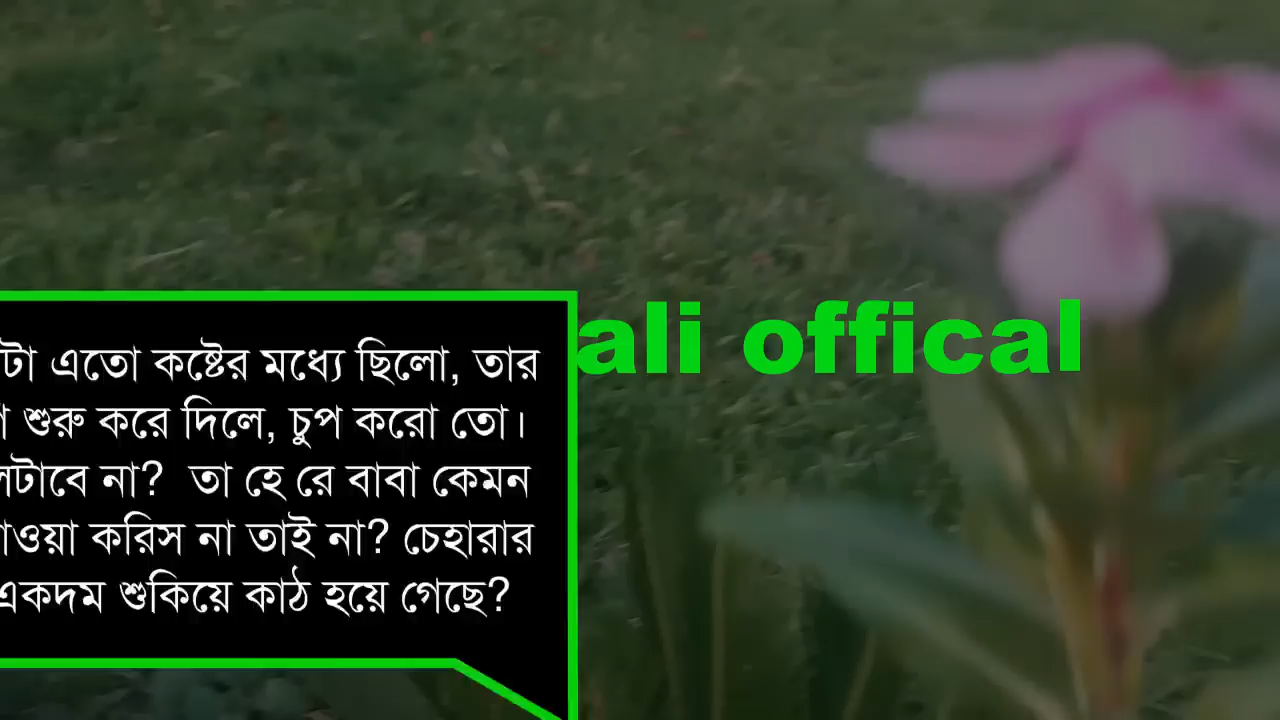 টা এতো কষ্টের মধ্যে ছিলো, তার
শুরু করে দিলে, চুপ করো তো।
না? তা হে রে বাবা কেমন
করিস না তাই না? চেহারার
একদম শুকিয়ে কাঠ হয়ে গেছে?
ali offical